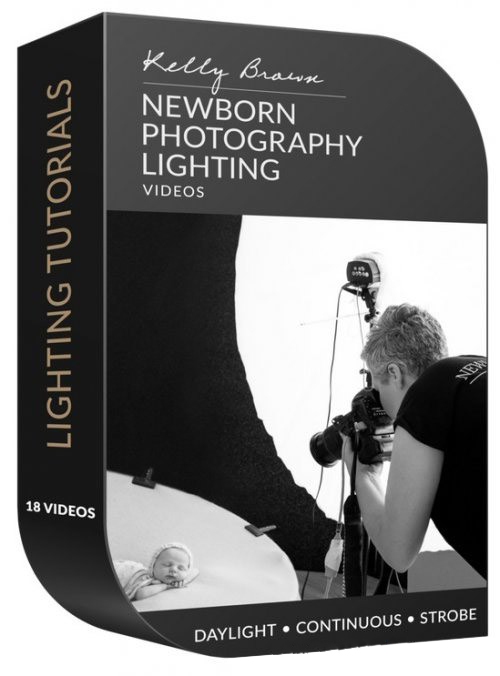 LIGHTING TUTORIALS
18 VIDEOS
Kelly Brown
NEWBORN
PHOTOGRAPHY
LIGHTING
VIDEOS
DAYLIGHT • CONTINUOUS • STROBE